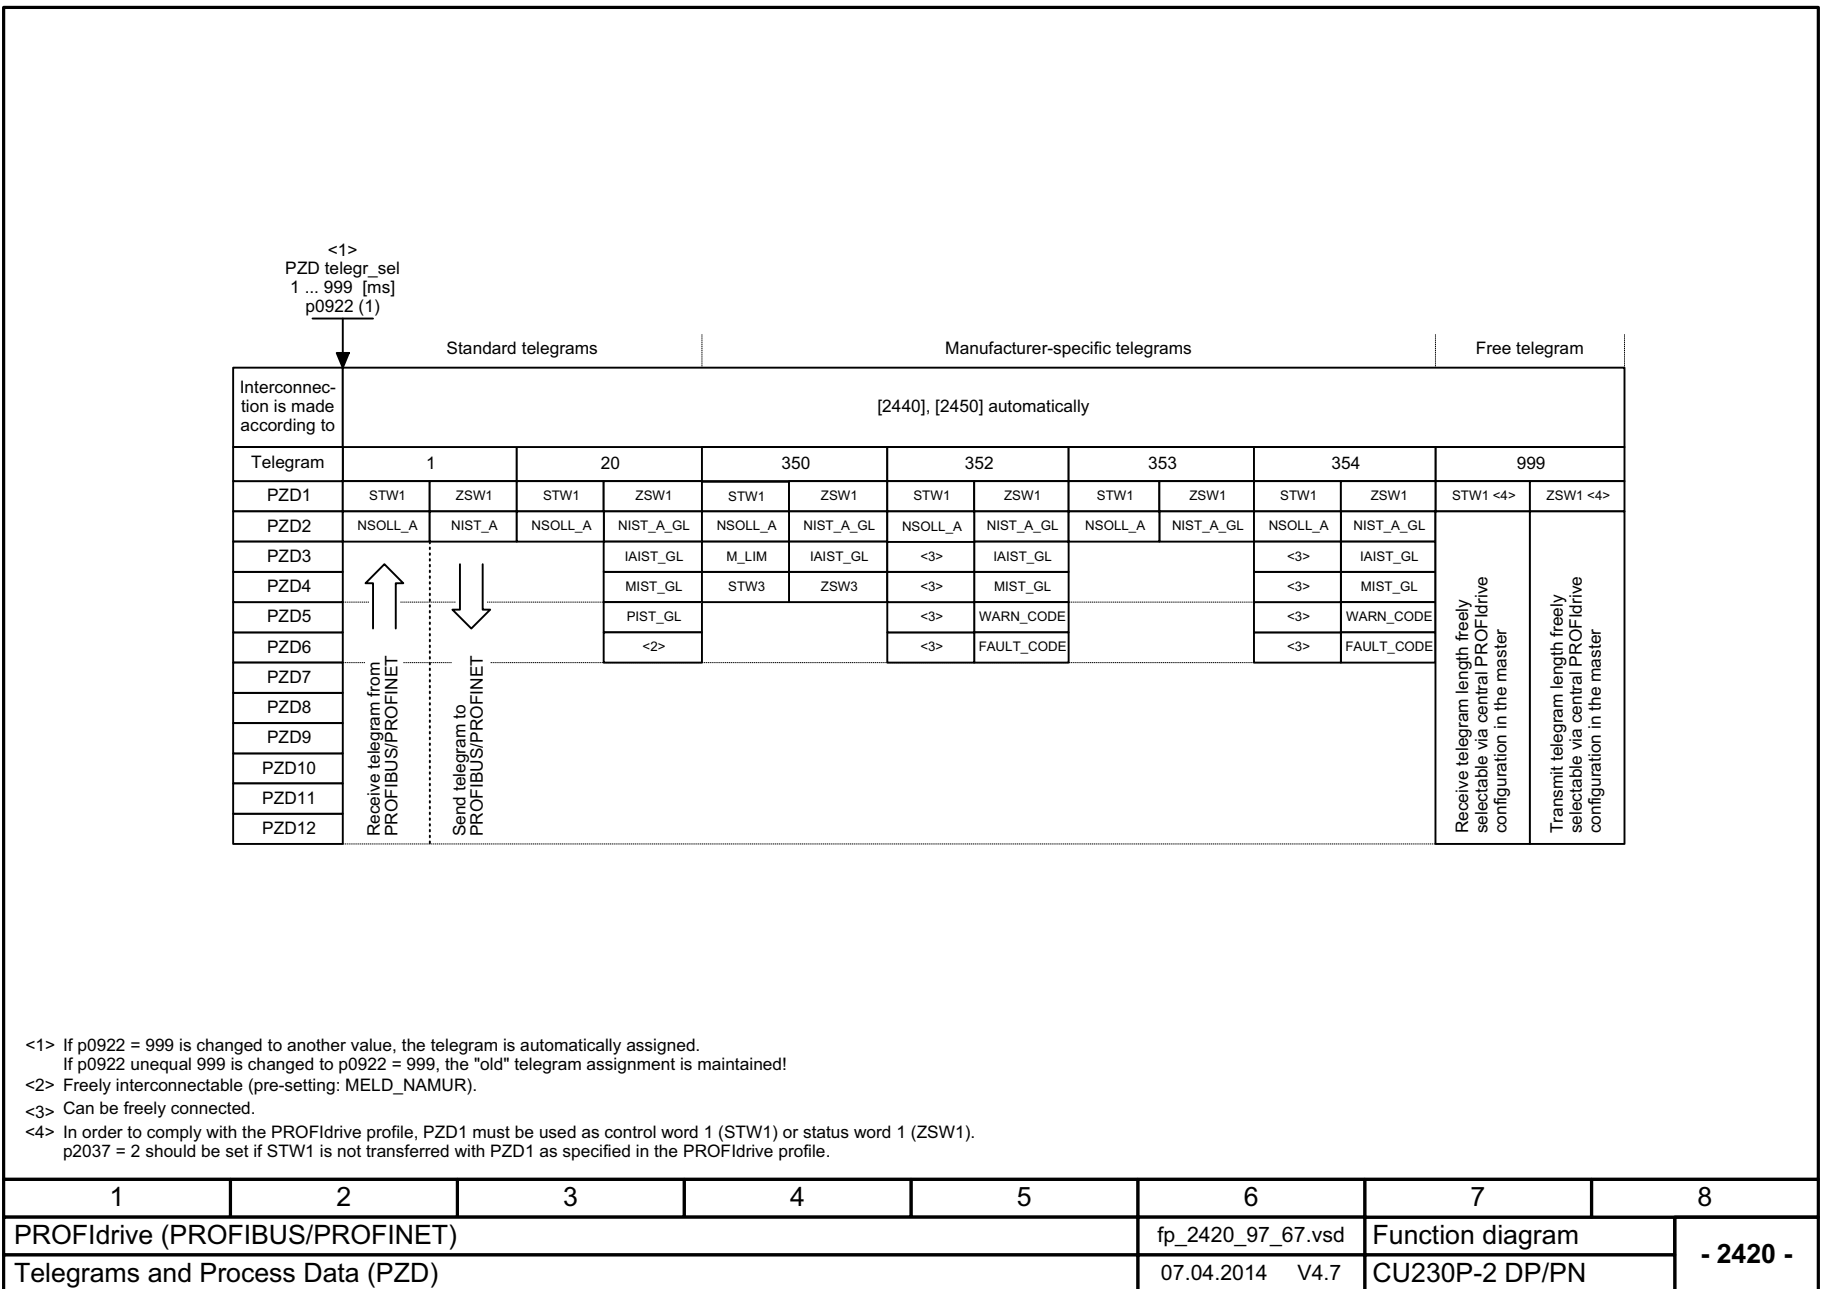 <1>
PZD telegr_sel
1 ... 999 [ms]
p0922 (1)
Standard telegrams Manufacturer-specific telegrams Free telegram
Interconnec-
tion is made
according to
[2440], [2450] automatically
Telegram 1 20 350 352 353 354 999
PZD1 STW1 ZSW1 STW1 ZSW1 STW1 ZSW1 STW1 ZSW1 STW1 ZSW1 STW1 ZSW1 STW1 <4> ZSW1 <4>
PZD2 NSOLL_A NIST_A NSOLL_A NIST_A_GL NSOLL_A NIST_A_GL NSOLL_A NIST_A_GL NSOLL_A NIST_A_GL NSOLL_A NIST_A_GL
PZD3 IAIST_GL M_LIM IAIST_GL <3> IAIST_GL <3> IAIST_GL
PZD4 MIST_GL STW3 ZSW3 <3> MIST_GL <3> MIST_GL
PZD5 PIST_GL <3> WARN_CODE <3> WARN_CODE
PZD6 <2> <3> FAULT_CODE <3> FAULT_CODE
PZD7
PZD8
PZD9
PZD10
PZD11
PZD12
Receive telegram from
PROFIBUS/PROFINET
Send telegram to
PROFIBUS/PROFINET
Receive telegram length freely
selectable via central PROFIdrive
configuration in the master
Transmit telegram length freely
selectable via central PROFIdrive
configuration in the master
<1> If p0922 = 999 is changed to another value, the telegram is automatically assigned.
If p0922 unequal 999 is changed to p0922 = 999, the "old" telegram assignment is maintained!
<2> Freely interconnectable (pre-setting: MELD_NAMUR).
<3> Can be freely connected.
<4> In order to comply with the PROFIdrive profile, PZD1 must be used as control word 1 (STW1) or status word 1 (ZSW1).
p2037 = 2 should be set if STW1 is not transferred with PZD1 as specified in the PROFIdrive profile.
1 2 3 4 5 6 7 8
PROFIdrive (PROFIBUS/PROFINET) fp_2420_97_67.vsd Function diagram
- 2420 -
Telegrams and Process Data (PZD) 07.04.2014 V4.7 CU230P-2 DP/PN